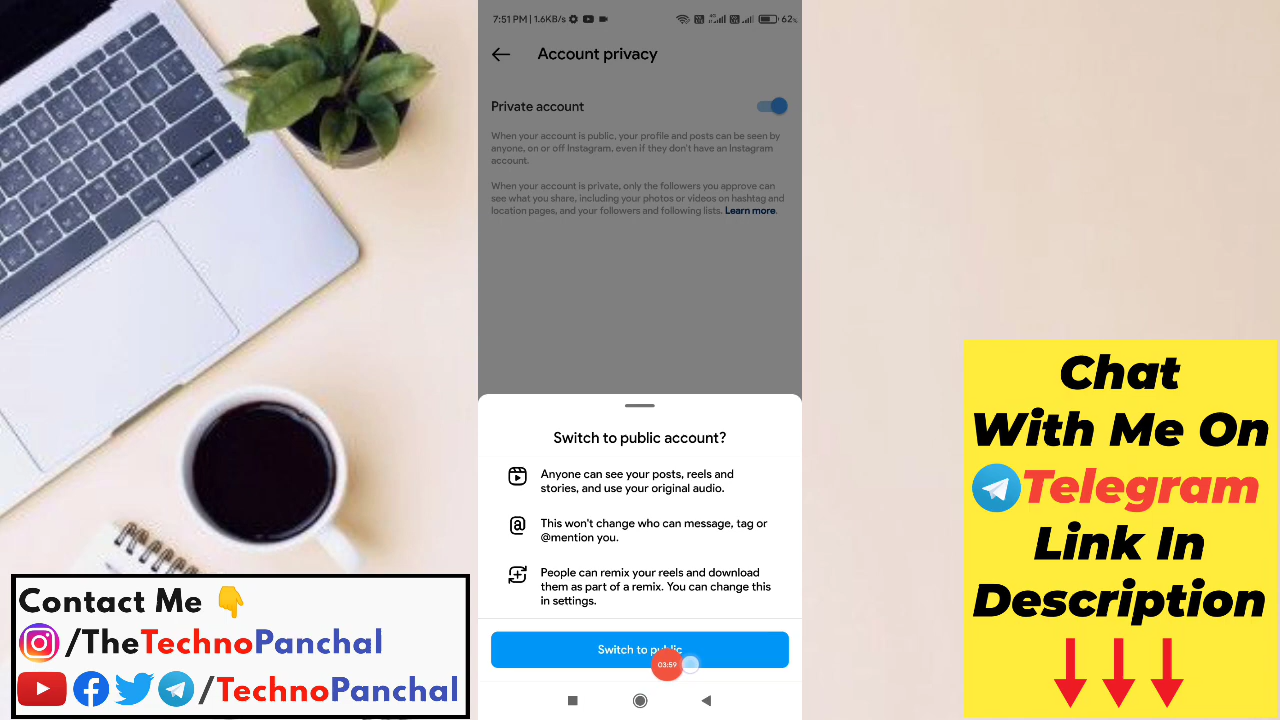 7:51 PM | 1.6KB/s
62%
Account privacy
Private account
When your account is public, your profile and posts can be seen by
anyone, on or off Instagram, even if they don't have an Instagram
account.
When your account is private, only the followers you approve can
see what you share, including your photos or videos on hashtag and
location pages, and your followers and following lists. Learn more.
Switch to public account?
Anyone can see your posts, reels and
stories, and use your original audio.
This won't change who can message, tag or
@mention you.
People can remix your reels and download
them as part of a remix. You can change this
in settings.
Switch to public
03:59
Contact Me 👇
/TheTechnoPanchal
/TechnoPanchal
Chat
With Me On
Telegram
Link In
Description